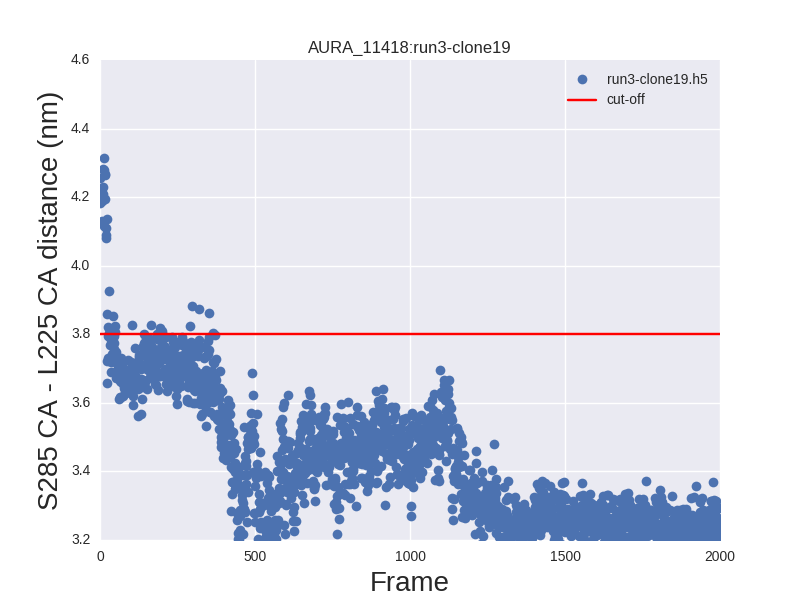 AURA_11418:run3-clone19
run3-clone19.h5
cut-off
S285 CA - L225 CA distance (nm)
4.6
4.4
4.2
4.0
3.8
3.6
3.4
3.2
0 500 1000 1500 2000
Frame